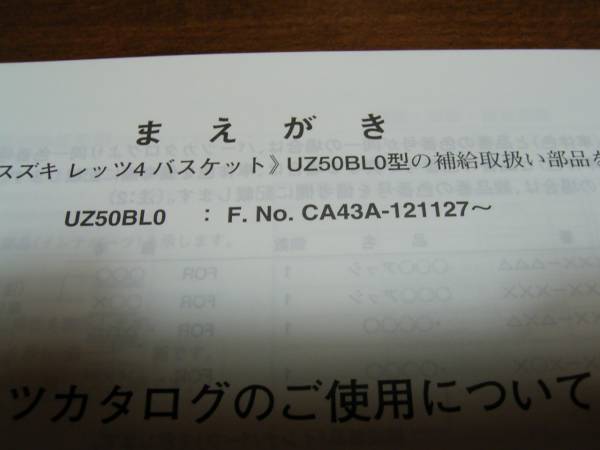 まえがき
スズキ レッツ4 バスケット》UZ50BL0型の補給取扱い部品を
UZ50BL0 : F. No. CA43A-121127～
ツカタログのご使用について